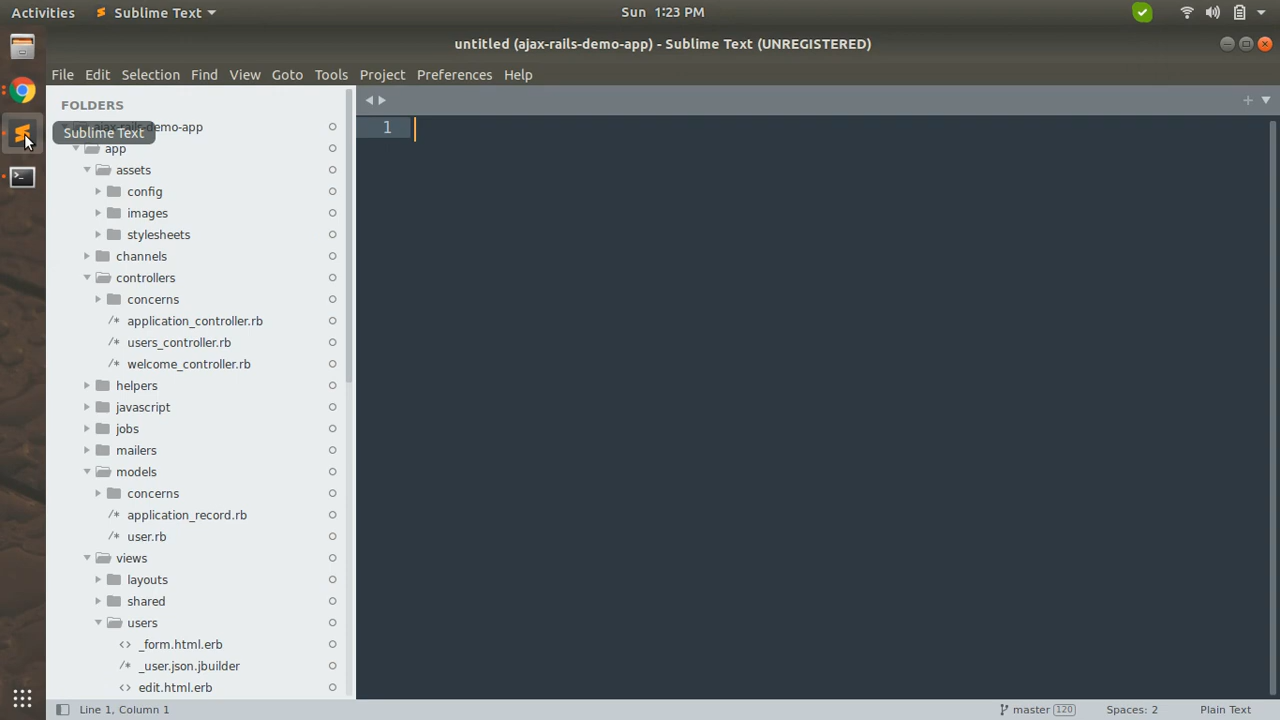 Activities Sublime Text Sun 1:23 PM
untitled (ajax-rails-demo-app) - Sublime Text (UNREGISTERED)
File Edit Selection Find View Goto Tools Project Preferences Help
FOLDERS
ajax-rails-demo-app
Sublime Text
1
app
assets
config
images
stylesheets
channels
controllers
concerns
/* application_controller.rb
/* users_controller.rb
/* welcome_controller.rb
helpers
javascript
jobs
mailers
models
concerns
/* application_record.rb
/* user.rb
views
layouts
shared
users
<> _form.html.erb
/* _user.json.jbuilder
<> edit.html.erb
Line 1, Column 1 master 120 Spaces: 2 Plain Text